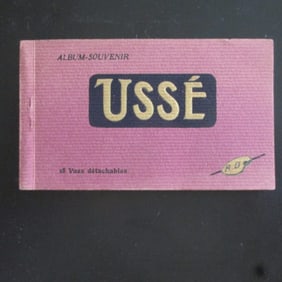 ALBUM-SOUVENIR
USSÉ
18 Vues détachables
R.D